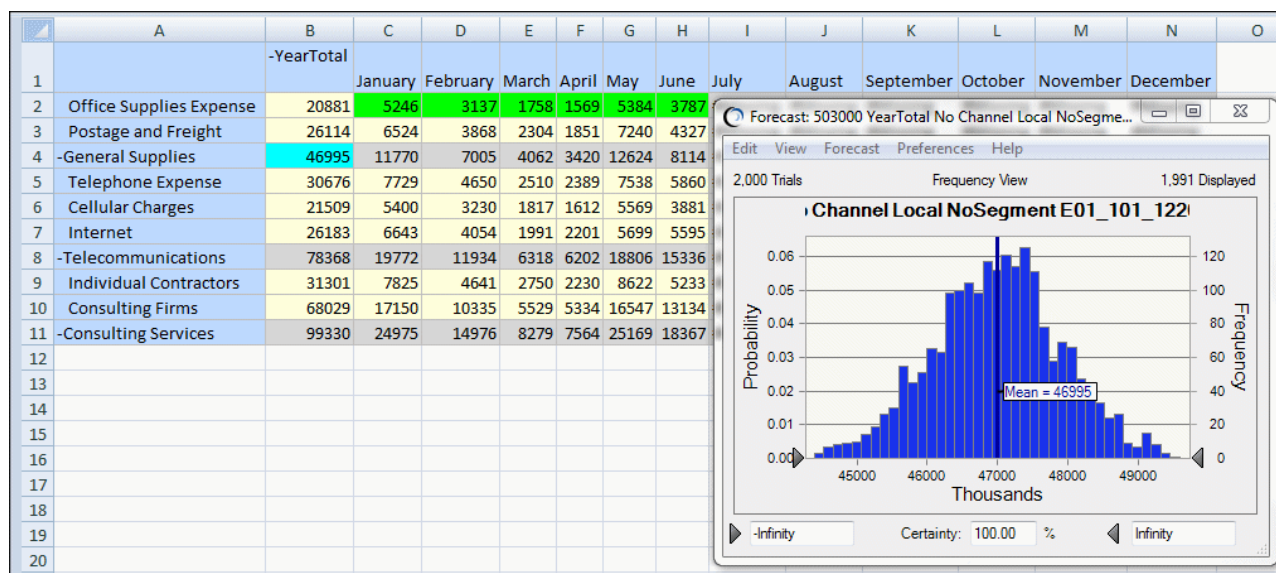 A B C D E F G H I J K L M N O
-YearTotal
1 January February March April May June July August September October November December
2 Office Supplies Expense 20881 5246 3137 1758 1569 5384 3787
3 Postage and Freight 26114 6524 3868 2304 1851 7240 4327
4 -General Supplies 46995 11770 7005 4062 3420 12624 8114
5 Telephone Expense 30676 7729 4650 2510 2389 7538 5860
6 Cellular Charges 21509 5400 3230 1817 1612 5569 3881
7 Internet 26183 6643 4054 1991 2201 5699 5595
8 -Telecommunications 78368 19772 11934 6318 6202 18806 15336
9 Individual Contractors 31301 7825 4641 2750 2230 8622 5233
10 Consulting Firms 68029 17150 10335 5529 5334 16547 13134
11 -Consulting Services 99330 24975 14976 8279 7564 25169 18367
12
13
14
15
16
17
18
19
20
Forecast: 503000 YearTotal No Channel Local NoSegme...
Edit View Forecast Preferences Help
2,000 Trials Frequency View 1,991 Displayed
Channel Local NoSegment E01_101_122
0.06 120
0.05 100
0.04 80
0.03 60
0.02 40
0.01 20
0.00 0
Probability
Frequency
Mean = 46995
45000 46000 47000 48000 49000
Thousands
-Infinity Certainty: 100.00 % Infinity